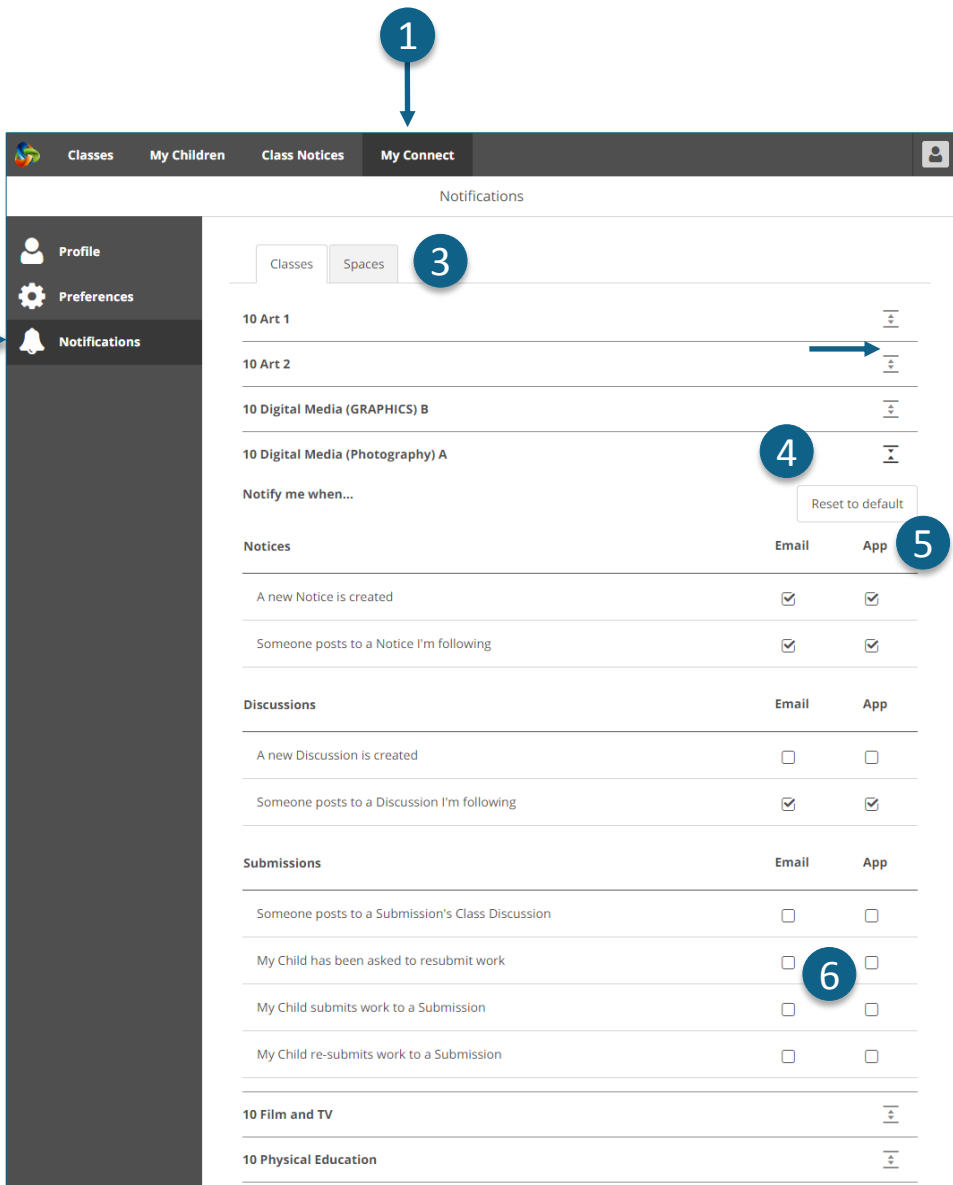 1
Classes My Children Class Notices My Connect
Notifications
Profile
Preferences
Notifications
Classes Spaces 3
10 Art 1
10 Art 2
10 Digital Media (GRAPHICS) B
10 Digital Media (Photography) A 4
Notify me when...
Reset to default
Notices Email App 5
A new Notice is created
Someone posts to a Notice I'm following
Discussions Email App
A new Discussion is created
Someone posts to a Discussion I'm following
Submissions Email App
Someone posts to a Submission's Class Discussion
My Child has been asked to resubmit work 6
My Child submits work to a Submission
My Child re-submits work to a Submission
10 Film and TV
10 Physical Education